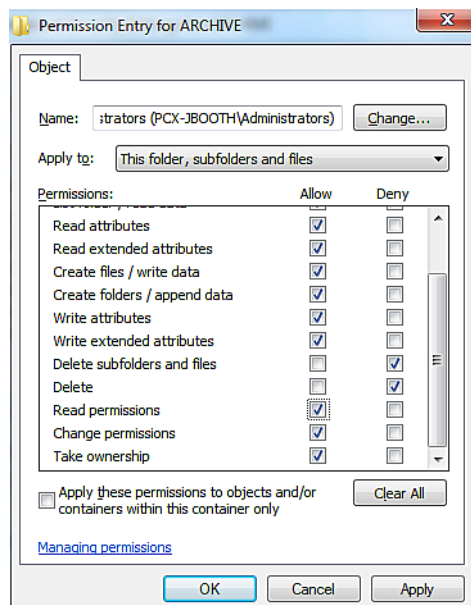 Permission Entry for ARCHIVE
Object
Name: strators (PCX-JBOOTH\Administrators) Change...
Apply to: This folder, subfolders and files
Permissions: Allow Deny
Read attributes
Read extended attributes
Create files / write data
Create folders / append data
Write attributes
Write extended attributes
Delete subfolders and files
Delete
Read permissions
Change permissions
Take ownership
Apply these permissions to objects and/or
containers within this container only
Clear All
Managing permissions
OK Cancel Apply